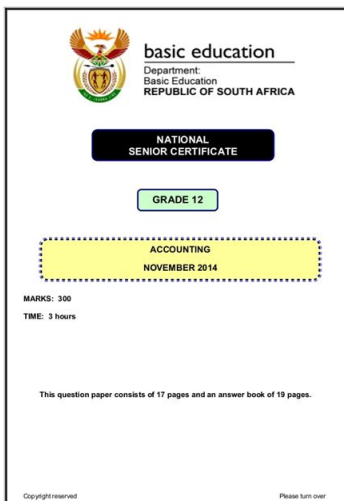 basic education
Department:
Basic Education
REPUBLIC OF SOUTH AFRICA
NATIONAL
SENIOR CERTIFICATE
GRADE 12
ACCOUNTING
NOVEMBER 2014
MARKS: 300
TIME: 3 hours
This question paper consists of 17 pages and an answer book of 19 pages.
Copyright reserved
Please turn over